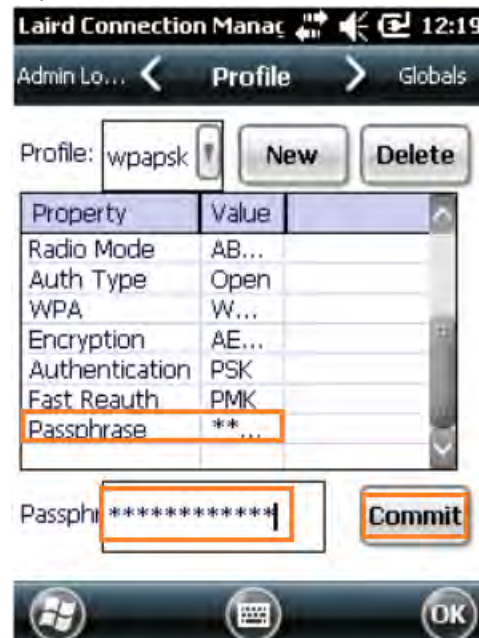 Laird Connection Manag 12:19
Admin Lo... Profile Globals
Profile: wpapsk New Delete
Property Value
Radio Mode AB...
Auth Type Open
WPA W...
Encryption AE...
Authentication PSK
Fast Reauth PMK
Passphrase **...
Passphr ************ Commit
OK